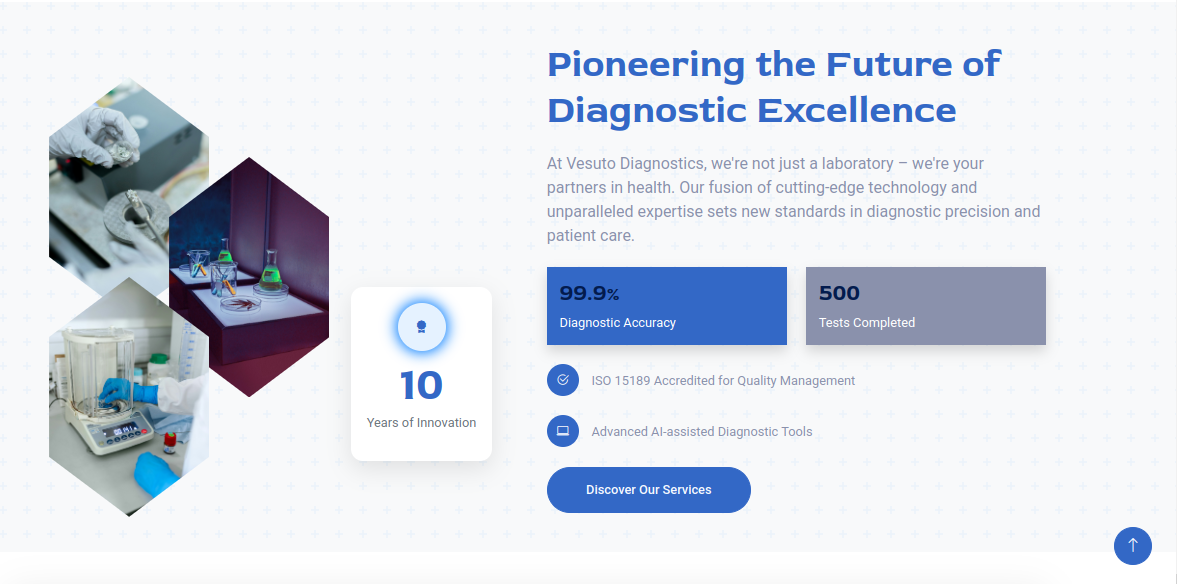 Pioneering the Future of
Diagnostic Excellence
At Vesuto Diagnostics, we're not just a laboratory – we're your
partners in health. Our fusion of cutting-edge technology and
unparalleled expertise sets new standards in diagnostic precision and
patient care.
99.9%
Diagnostic Accuracy
500
Tests Completed
10
Years of Innovation
ISO 15189 Accredited for Quality Management
Advanced AI-assisted Diagnostic Tools
Discover Our Services